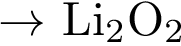 → Li₂O₂